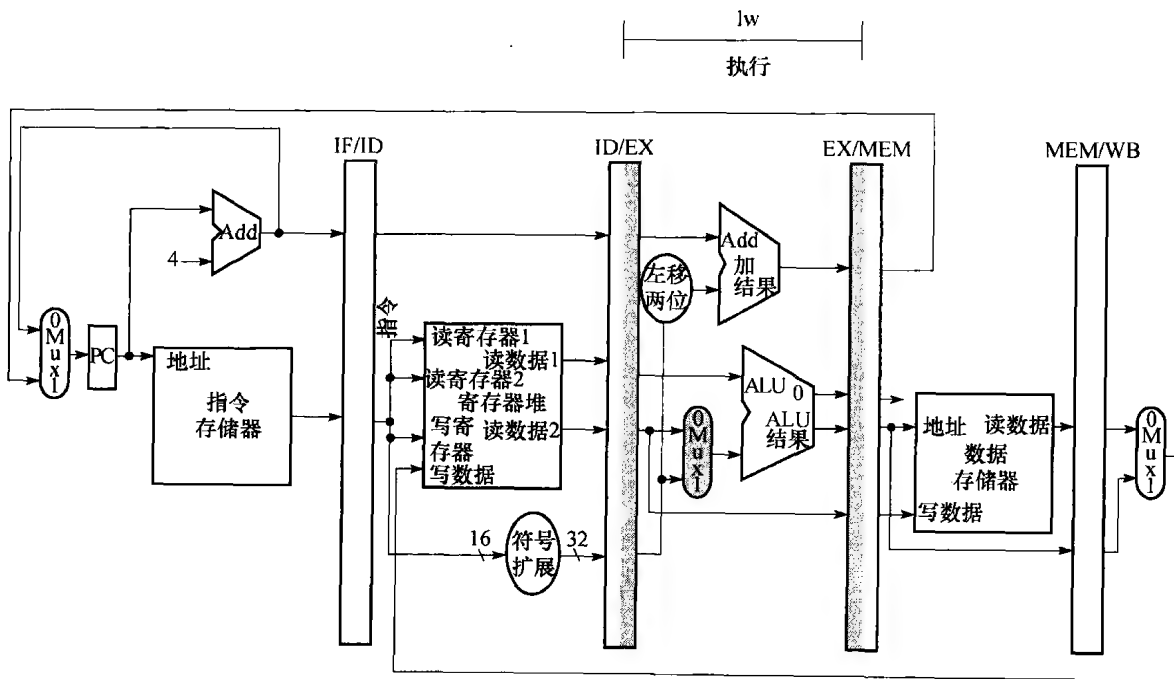 lw
执行
IF/ID
ID/EX
EX/MEM
MEM/WB
Add
4
Add
加
结果
左移
两位
0
M
u
x
1
PC
地址
指令
存储器
指令
读寄存器1
读数据1
读寄存器2
寄存器堆
写寄
存器
读数据2
写数据
16
符号
扩展
32
0
M
u
x
1
ALU
0
ALU
结果
地址
读数据
数据
存储器
写数据
0
M
u
x
1